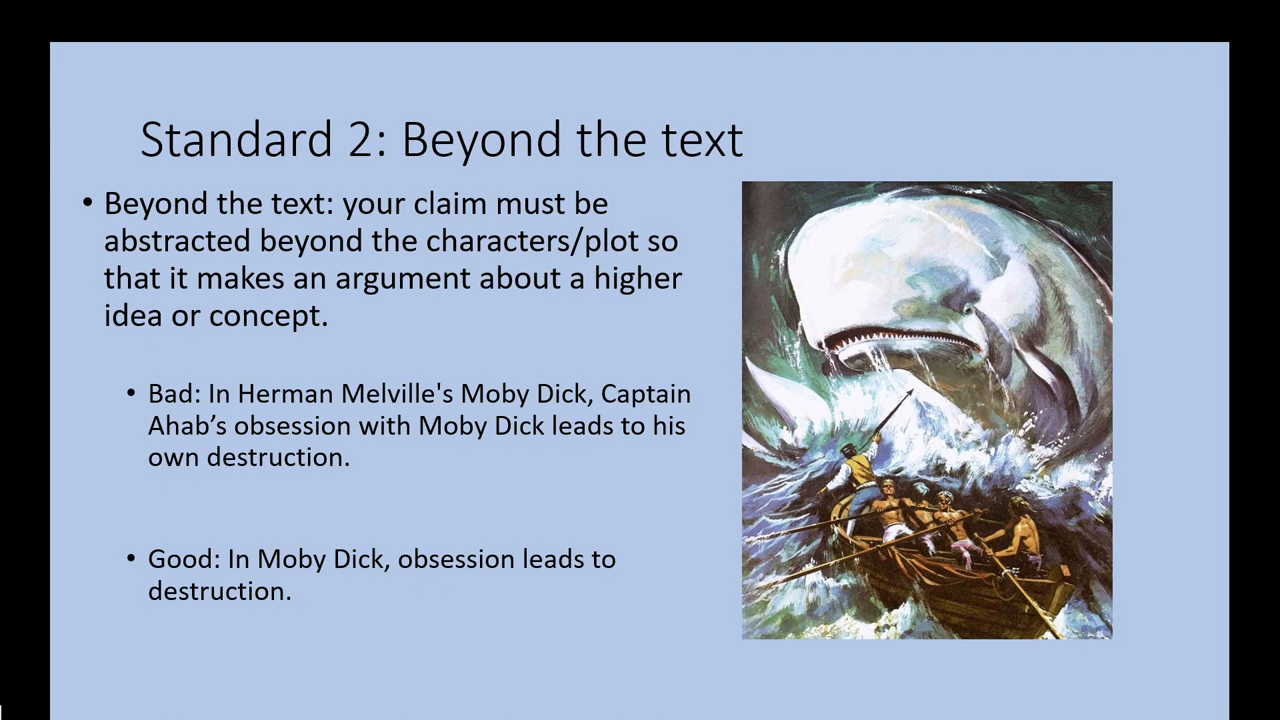 Standard 2: Beyond the text
• Beyond the text: your claim must be
abstracted beyond the characters/plot so
that it makes an argument about a higher
idea or concept.
• Bad: In Herman Melville's Moby Dick, Captain
Ahab’s obsession with Moby Dick leads to his
own destruction.
• Good: In Moby Dick, obsession leads to
destruction.